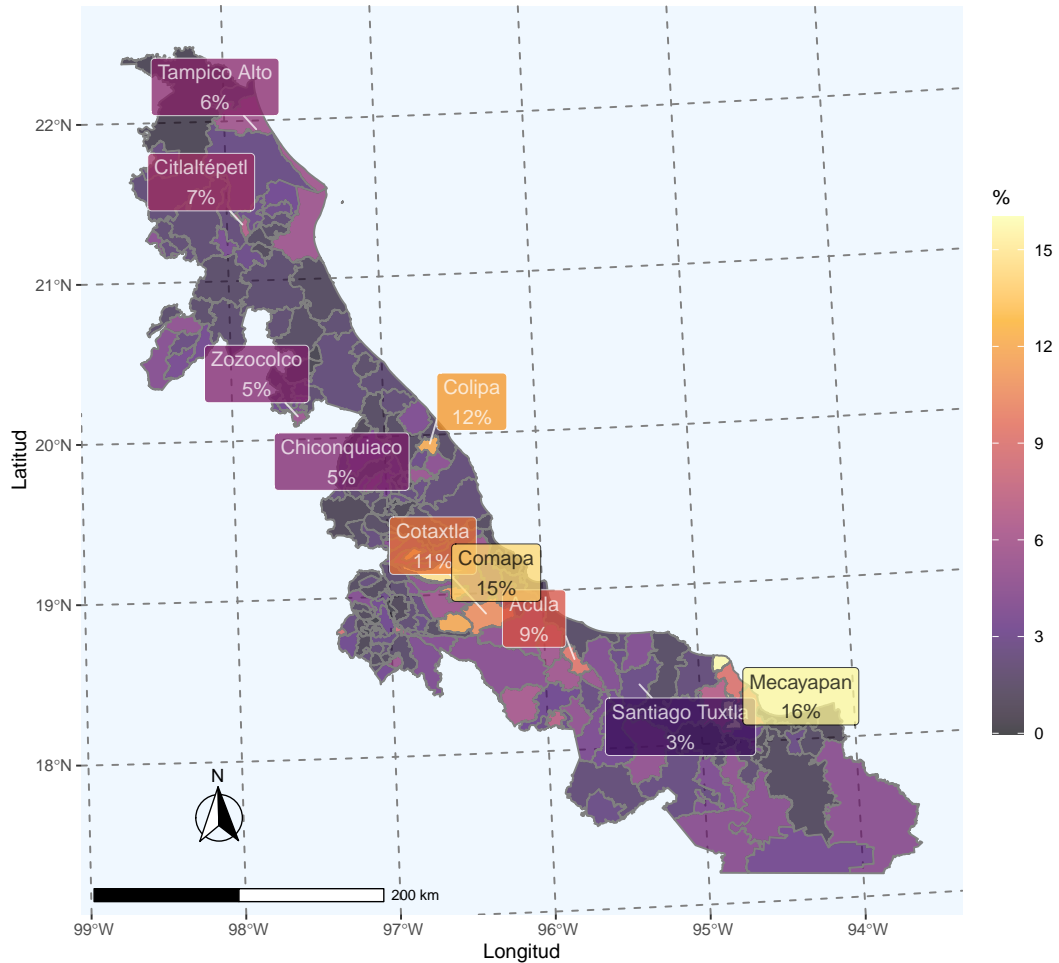 Tampico Alto
6%
22°N
Citlaltépetl
7%
%
15
21°N
12
Zozocolco
5%
Colipa
12%
20°N
Chiconquiaco
5%
9
Latitud
6
Cotaxtla
11%
Comapa
15%
19°N
Acula
9%
3
Mecayapan
16%
Santiago Tuxtla
3%
0
18°N
N
200 km
99°W
98°W
97°W
96°W
95°W
94°W
Longitud